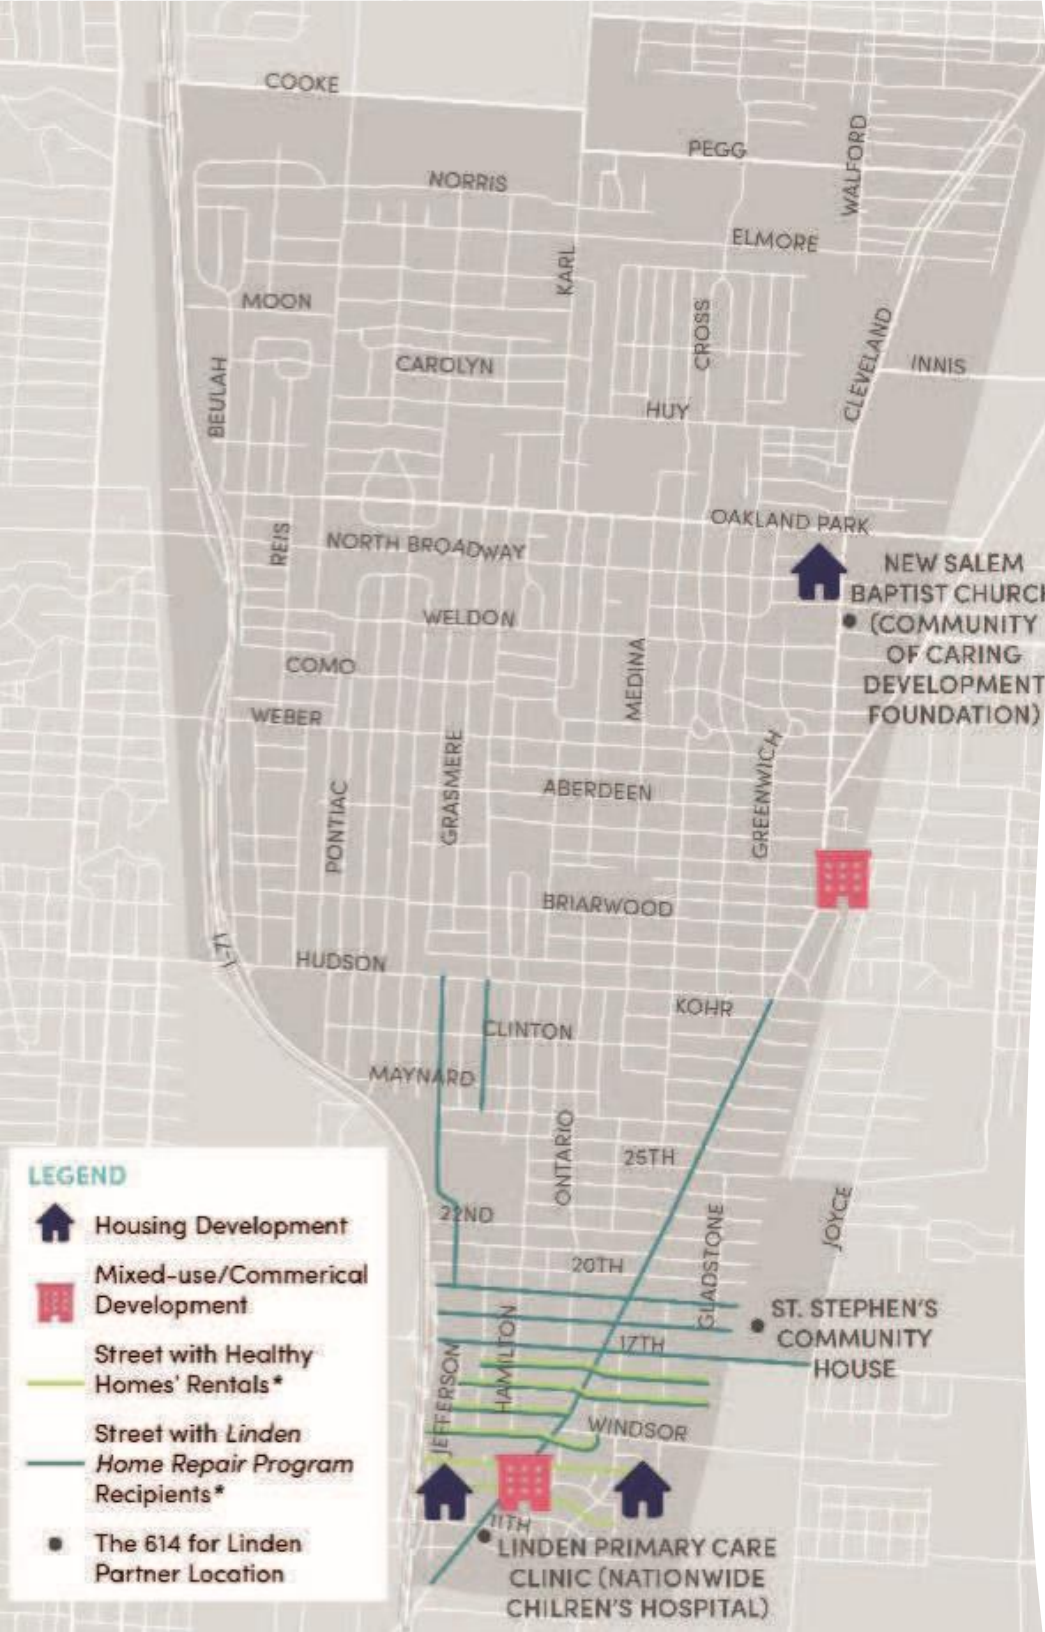 COOKE
PEGG
WALFORD
NORRIS
ELMORE
KARL
MOON
CROSS
CLEVELAND
CAROLYN
INNIS
BEULAH
HUY
OAKLAND PARK
REIS
NORTH BROADWAY
NEW SALEM
BAPTIST CHURCH
(COMMUNITY
OF CARING
DEVELOPMENT
FOUNDATION)
WELDON
COMO
MEDINA
WEBER
GRASMERE
ABERDEEN
GREENWICH
PONTIAC
BRIARWOOD
I-71
HUDSON
KOHR
CLINTON
MAYNARD
ONTARIO
25TH
22ND
JOYCE
GLADSTONE
20TH
ST. STEPHEN'S
COMMUNITY
HOUSE
HAMILTON
17TH
JEFFERSON
WINDSOR
11TH
LINDEN PRIMARY CARE
CLINIC (NATIONWIDE
CHILREN'S HOSPITAL)
LEGEND
Housing Development
Mixed-use/Commerical
Development
Street with Healthy
Homes' Rentals*
Street with Linden
Home Repair Program
Recipients*
The 614 for Linden
Partner Location